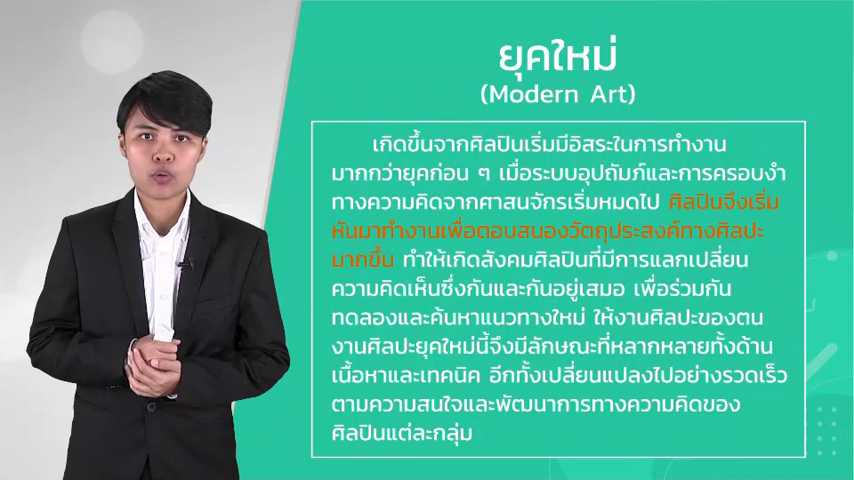 ยุคใหม่
(Modern Art)
เกิดขึ้นจากศิลปินเริ่มมีอิสระในการทำงาน
มากกว่ายุคก่อน ๆ เมื่อระบบอุปถัมภ์และการครอบงำ
ทางความคิดจากศาสนจักรเริ่มหมดไป ศิลปินจึงเริ่ม
หันมาทำงานเพื่อตอบสนองวัตถุประสงค์ทางศิลปะ
มากขึ้น ทำให้เกิดสังคมศิลปินที่มีการแลกเปลี่ยน
ความคิดเห็นซึ่งกันและกันอยู่เสมอ เพื่อร่วมกัน
ทดลองและค้นหาแนวทางใหม่ ให้งานศิลปะของตน
งานศิลปะยุคใหม่นี้จึงมีลักษณะที่หลากหลายทั้งด้าน
เนื้อหาและเทคนิค อีกทั้งเปลี่ยนแปลงไปอย่างรวดเร็ว
ตามความสนใจและพัฒนาการทางความคิดของ
ศิลปินแต่ละกลุ่ม